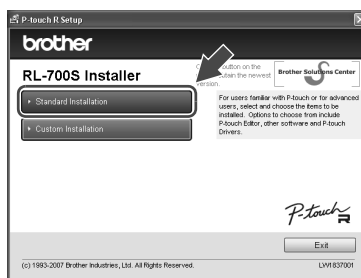 P-touch R Setup
brother
RL-700S Installer
button on the
obtain the newest
version.
Brother Solutions Center
▸ Standard Installation
▸ Custom Installation
For users familiar with P-touch or for advanced
users, select and choose the items to be
installed. Options to choose from include
P-touch Editor, other software and P-touch
Drivers.
P-touch R
Exit
(c) 1993-2007 Brother Industries, Ltd. All Rights Reserved.
LW1837001